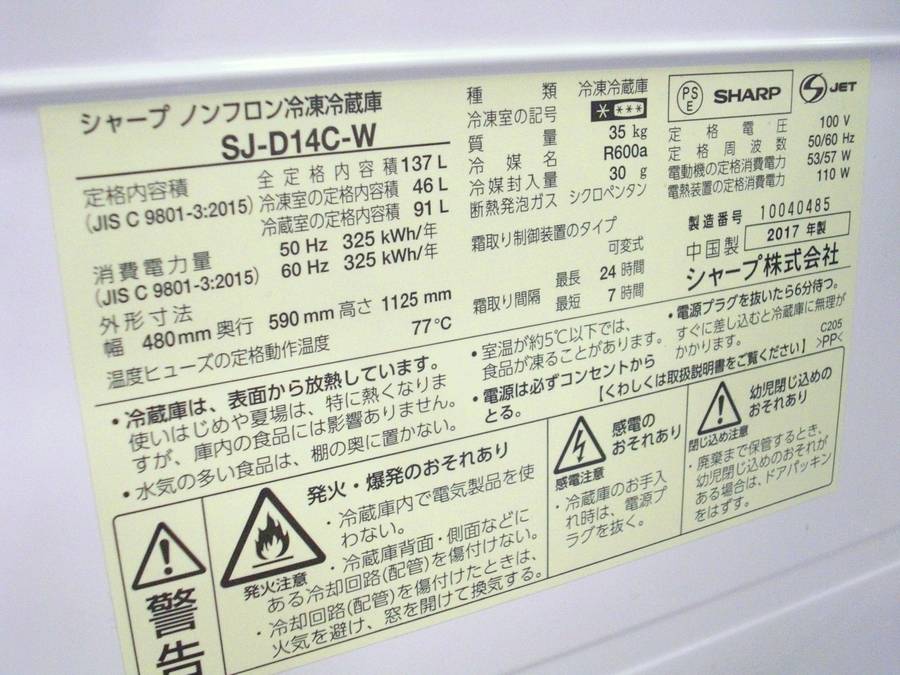 シャープ ノンフロン冷凍冷蔵庫
SJ-D14C-W
定格内容積
(JIS C 9801-3:2015)
全定格内容積 137 L
冷凍室の定格内容積 46 L
冷蔵室の定格内容積 91 L
消費電力量
(JIS C 9801-3:2015)
50 Hz 325 kWh/年
60 Hz 325 kWh/年
外形寸法
幅 480mm 奥行 590mm 高さ 1125 mm
温度ヒューズの定格動作温度 77℃
種類 冷凍冷蔵庫
冷凍室の記号 * ***
質量 35 kg
冷媒名 R600a
冷媒封入量 30 g
断熱発泡ガス シクロペンタン
霜取り制御装置のタイプ
可変式
霜取り間隔
最長 24 時間
最短 7 時間
PS
E
SHARP
S JET
定格電圧 100 V
定格周波数 50/60 Hz
電動機の定格消費電力 53/57 W
電熱装置の定格消費電力 110 W
製造番号 10040485
中国製 2017 年製
シャープ株式会社
・冷蔵庫は、表面から放熱しています。
使いはじめや夏場は、特に熱くなりま
すが、庫内の食品には影響ありません。
・水気の多い食品は、棚の奥に置かない。
・室温が約5℃以下では、
食品が凍ることがあります。
・電源は必ずコンセントから
とる。
・電源プラグを抜いたら6分待つ。
すぐに差し込むと冷蔵庫に無理が
かかります。
C205
【くわしくは取扱説明書をご覧ください】 >PP<
警告
発火注意
発火・爆発のおそれあり
・冷蔵庫内で電気製品を使
わない。
・冷蔵庫背面・側面などに
ある冷却回路(配管)を傷付けない。
・冷却回路(配管)を傷付けたときは、
火気を避け、窓を開けて換気する。
感電注意
感電の
おそれあり
・冷蔵庫のお手入
れ時は、電源プ
ラグを抜く。
閉じ込め注意
幼児閉じ込めの
おそれあり
・廃棄まで保管するとき、
幼児閉じ込めのおそれが
ある場合は、ドアパッキン
をはずす。